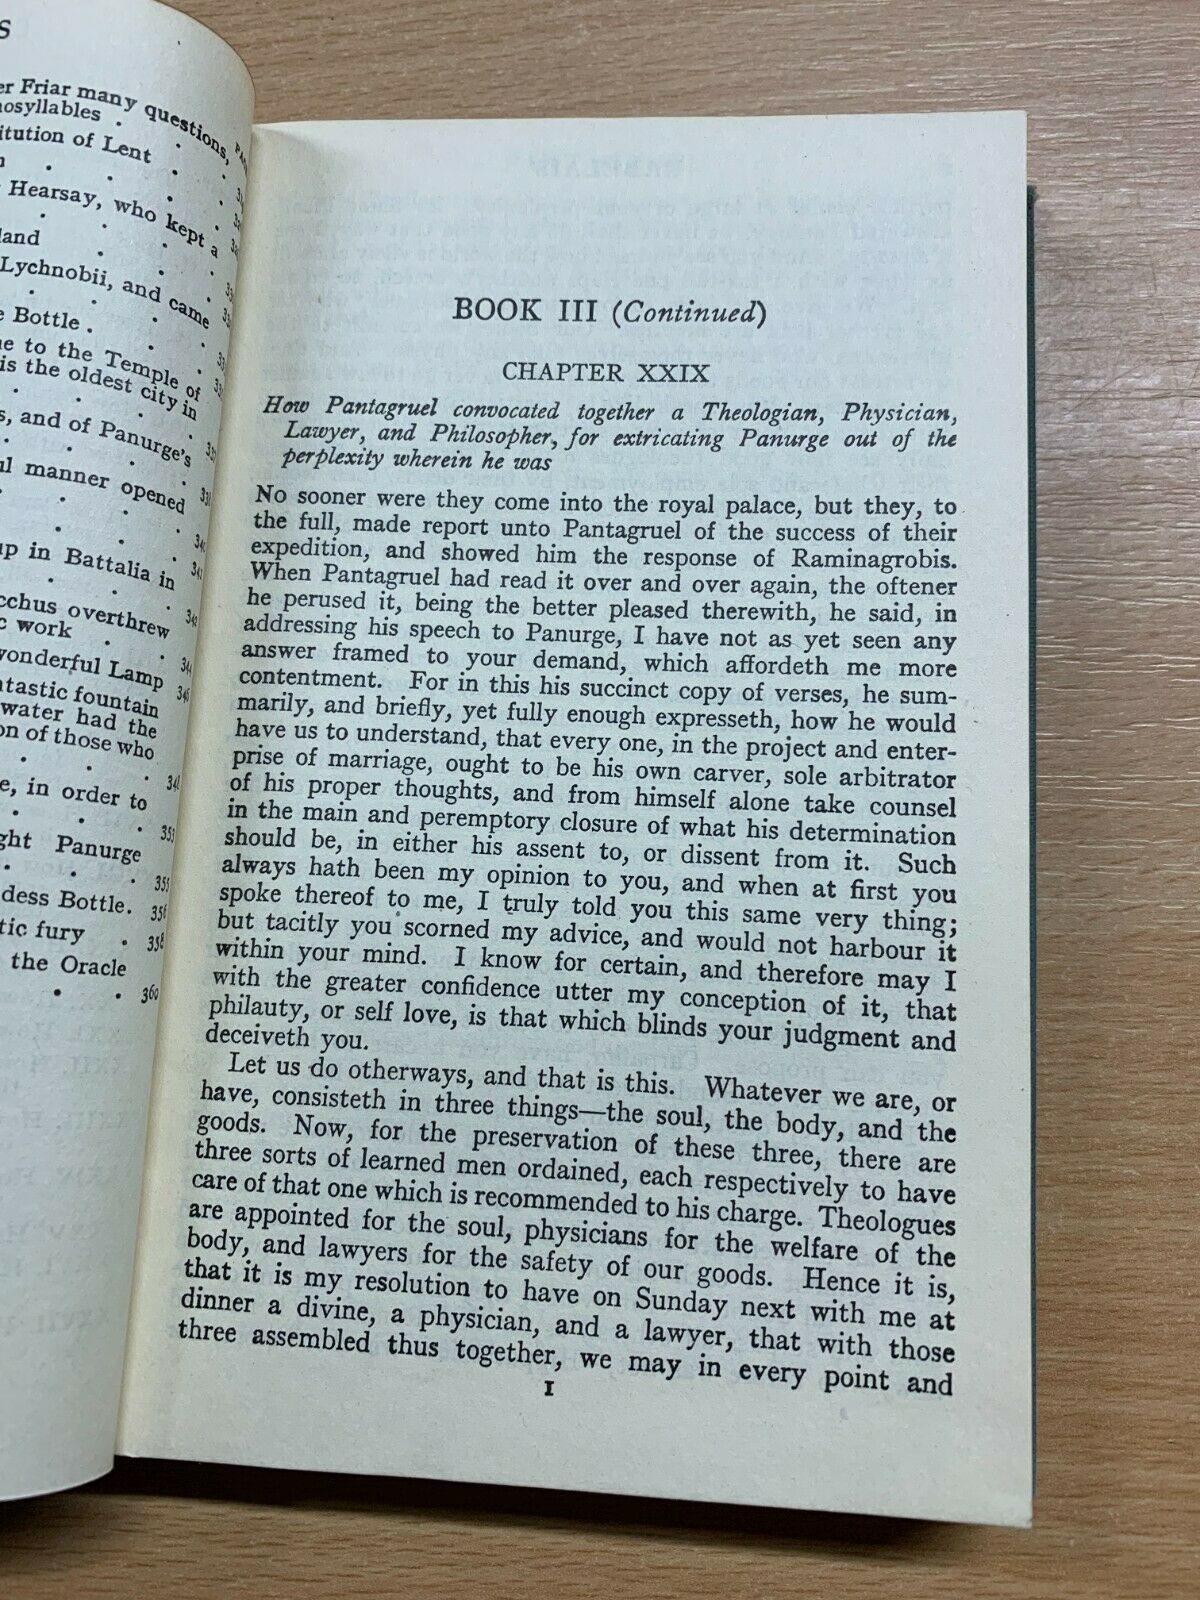 S
er Friar many questions,
nosyllables .
PA
titution of Lent
Hearsay, who kept a
land
Lychnobii, and came
e Bottle .
ne to the Temple of
is the oldest city in
s, and of Panurge's
ul manner opened
up in Battalia in
cchus overthrew
c work
wonderful Lamp
ntastic fountain
water had the
on of those who
e, in order to
353
ght Panurge
355
dess Bottle. 356
tic fury . 358
the Oracle
. . 360
BOOK III (Continued)
CHAPTER XXIX
How Pantagruel convocated together a Theologian, Physician,
Lawyer, and Philosopher, for extricating Panurge out of the
perplexity wherein he was
No sooner were they come into the royal palace, but they, to
the full, made report unto Pantagruel of the success of their
expedition, and showed him the response of Raminagrobis.
When Pantagruel had read it over and over again, the oftener
he perused it, being the better pleased therewith, he said, in
addressing his speech to Panurge, I have not as yet seen any
answer framed to your demand, which affordeth me more
contentment. For in this his succinct copy of verses, he sum-
marily, and briefly, yet fully enough expresseth, how he would
have us to understand, that every one, in the project and enter-
prise of marriage, ought to be his own carver, sole arbitrator
of his proper thoughts, and from himself alone take counsel
in the main and peremptory closure of what his determination
should be, in either his assent to, or dissent from it. Such
always hath been my opinion to you, and when at first you
spoke thereof to me, I truly told you this same very thing;
but tacitly you scorned my advice, and would not harbour it
within your mind. I know for certain, and therefore may I
with the greater confidence utter my conception of it, that
philauty, or self love, is that which blinds your judgment and
deceiveth you.
Let us do otherways, and that is this. Whatever we are, or
have, consisteth in three things—the soul, the body, and the
goods. Now, for the preservation of these three, there are
three sorts of learned men ordained, each respectively to have
care of that one which is recommended to his charge. Theologues
are appointed for the soul, physicians for the welfare of the
body, and lawyers for the safety of our goods. Hence it is,
that it is my resolution to have on Sunday next with me at
dinner a divine, a physician, and a lawyer, that with those
three assembled thus together, we may in every point and
1